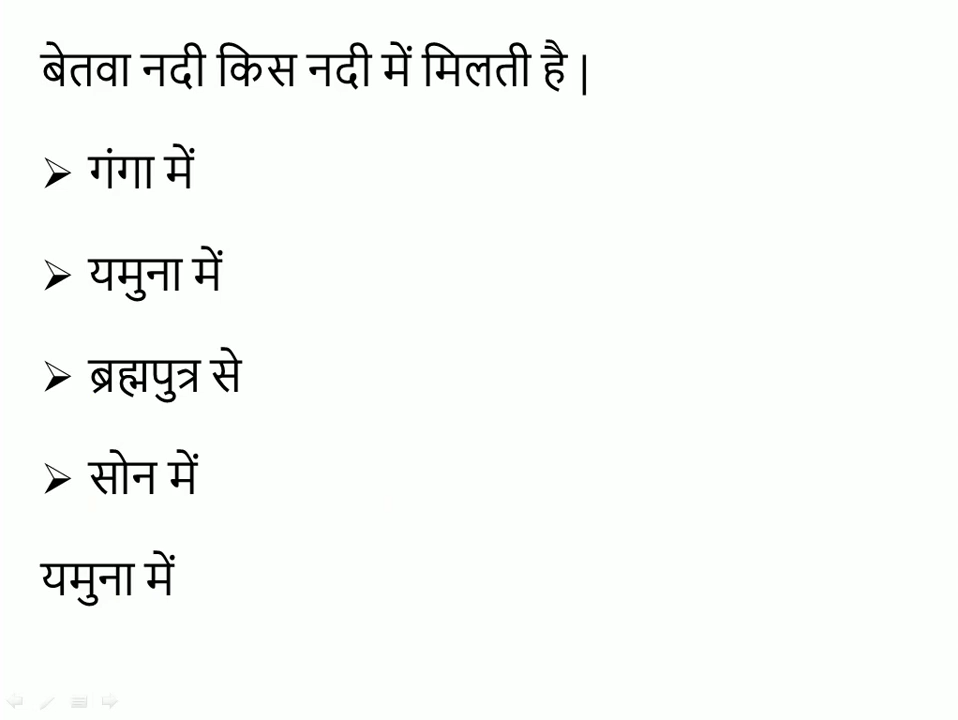 बेतवा नदी किस नदी में मिलती है |
➢ गंगा में
➢ यमुना में
➢ ब्रह्मपुत्र से
➢ सोन में
यमुना में